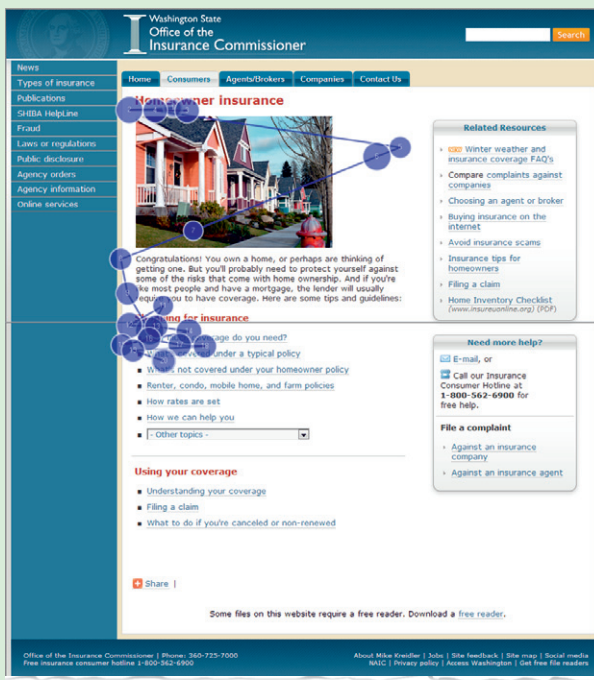 Washington State
Office of the
Insurance Commissioner
Search
News
Types of insurance
Publications
SHIBA HelpLine
Fraud
Laws or regulations
Public disclosure
Agency orders
Agency information
Online services
Home Consumers Agents/Brokers Companies Contact Us
Homeowner insurance
Congratulations! You own a home, or perhaps are thinking of
getting one. But you'll probably need to protect yourself against
some of the risks that come with home ownership. And if you're
like most people and have a mortgage, the lender will usually
require you to have coverage. Here are some tips and guidelines:
for insurance
coverage do you need?
What's covered under a typical policy
What's not covered under your homeowner policy
Renter, condo, mobile home, and farm policies
How rates are set
How we can help you
- Other topics -
Using your coverage
Understanding your coverage
Filing a claim
What to do if you're canceled or non-renewed
Share |
Some files on this website require a free reader. Download a free reader.
Related Resources
Winter weather and
insurance coverage FAQ's
Compare complaints against
companies
Choosing an agent or broker
Buying insurance on the
internet
Avoid insurance scams
Insurance tips for
homeowners
Filing a claim
Home Inventory Checklist
(www.insureuonline.org) (PDF)
Need more help?
E-mail, or
Call our Insurance
Consumer Hotline at
1-800-562-6900 for
free help.
File a complaint
Against an insurance
company
Against an insurance agent
Office of the Insurance Commissioner | Phone: 360-725-7000
Free insurance consumer hotline 1-800-562-6900
About Mike Kreidler | Jobs | Site feedback | Site map | Social media
NAIC | Privacy policy | Access Washington | Get free file readers